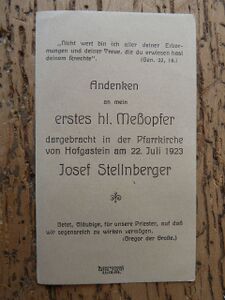 „Nicht wert bin ich aller deiner Erbar-
mungen und deiner Treue, die du erwiesen hast
deinem Knechte".
(Gen. 32, 10.)
Andenken
an mein
erstes hl. Meßopfer
dargebracht in der Pfarrkirche
von Hofgastein am 22. Juli 1923
Josef Stellnberger
Betet, Gläubige, für unsere Priester, auf daß
wir segensreich zu wirken vermögen.
(Gregor der Große.)